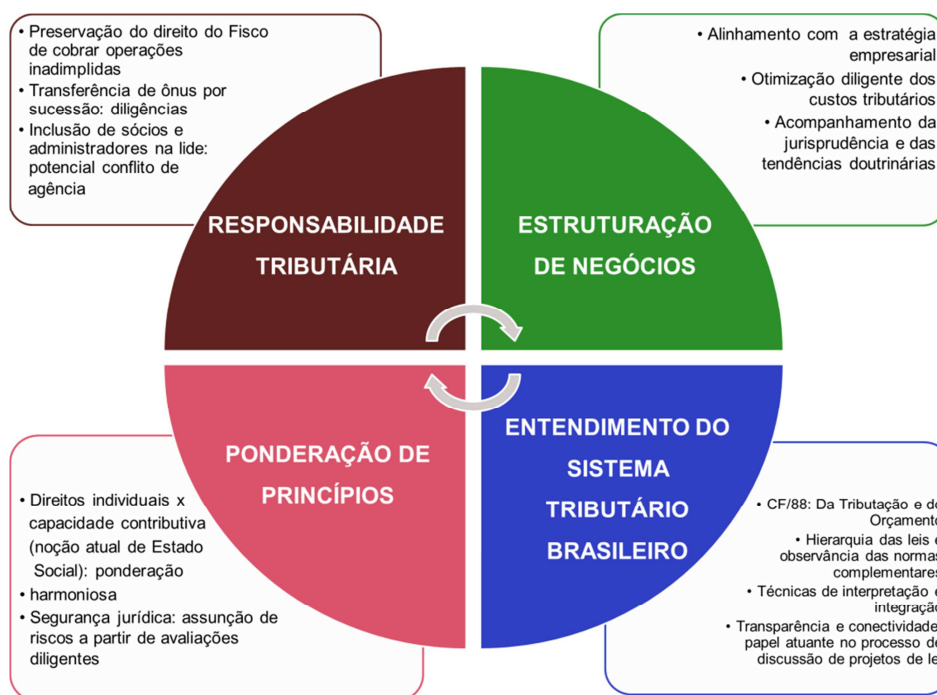 • Preservação do direito do Fisco
de cobrar operações
inadimplidas
• Transferência de ônus por
sucessão: diligências
• Inclusão de sócios e
administradores na lide:
potencial conflito de
agência
• Alinhamento com a estratégia
empresarial
• Otimização diligente dos
custos tributários
• Acompanhamento da
jurisprudência e das
tendências doutrinárias
RESPONSABILIDADE
TRIBUTÁRIA
ESTRUTURAÇÃO
DE NEGÓCIOS
PONDERAÇÃO DE
PRINCÍPIOS
ENTENDIMENTO DO
SISTEMA
TRIBUTÁRIO
BRASILEIRO
• Direitos individuais x
capacidade contributiva
(noção atual de Estado
Social): ponderação
• harmoniosa
• Segurança jurídica: assunção de
riscos a partir de avaliações
diligentes
• CF/88: Da Tributação e do
Orçamento
• Hierarquia das leis e
observância das normas
complementares
• Técnicas de interpretação e
integração
• Transparência e conectividade:
papel atuante no processo de
discussão de projetos de le